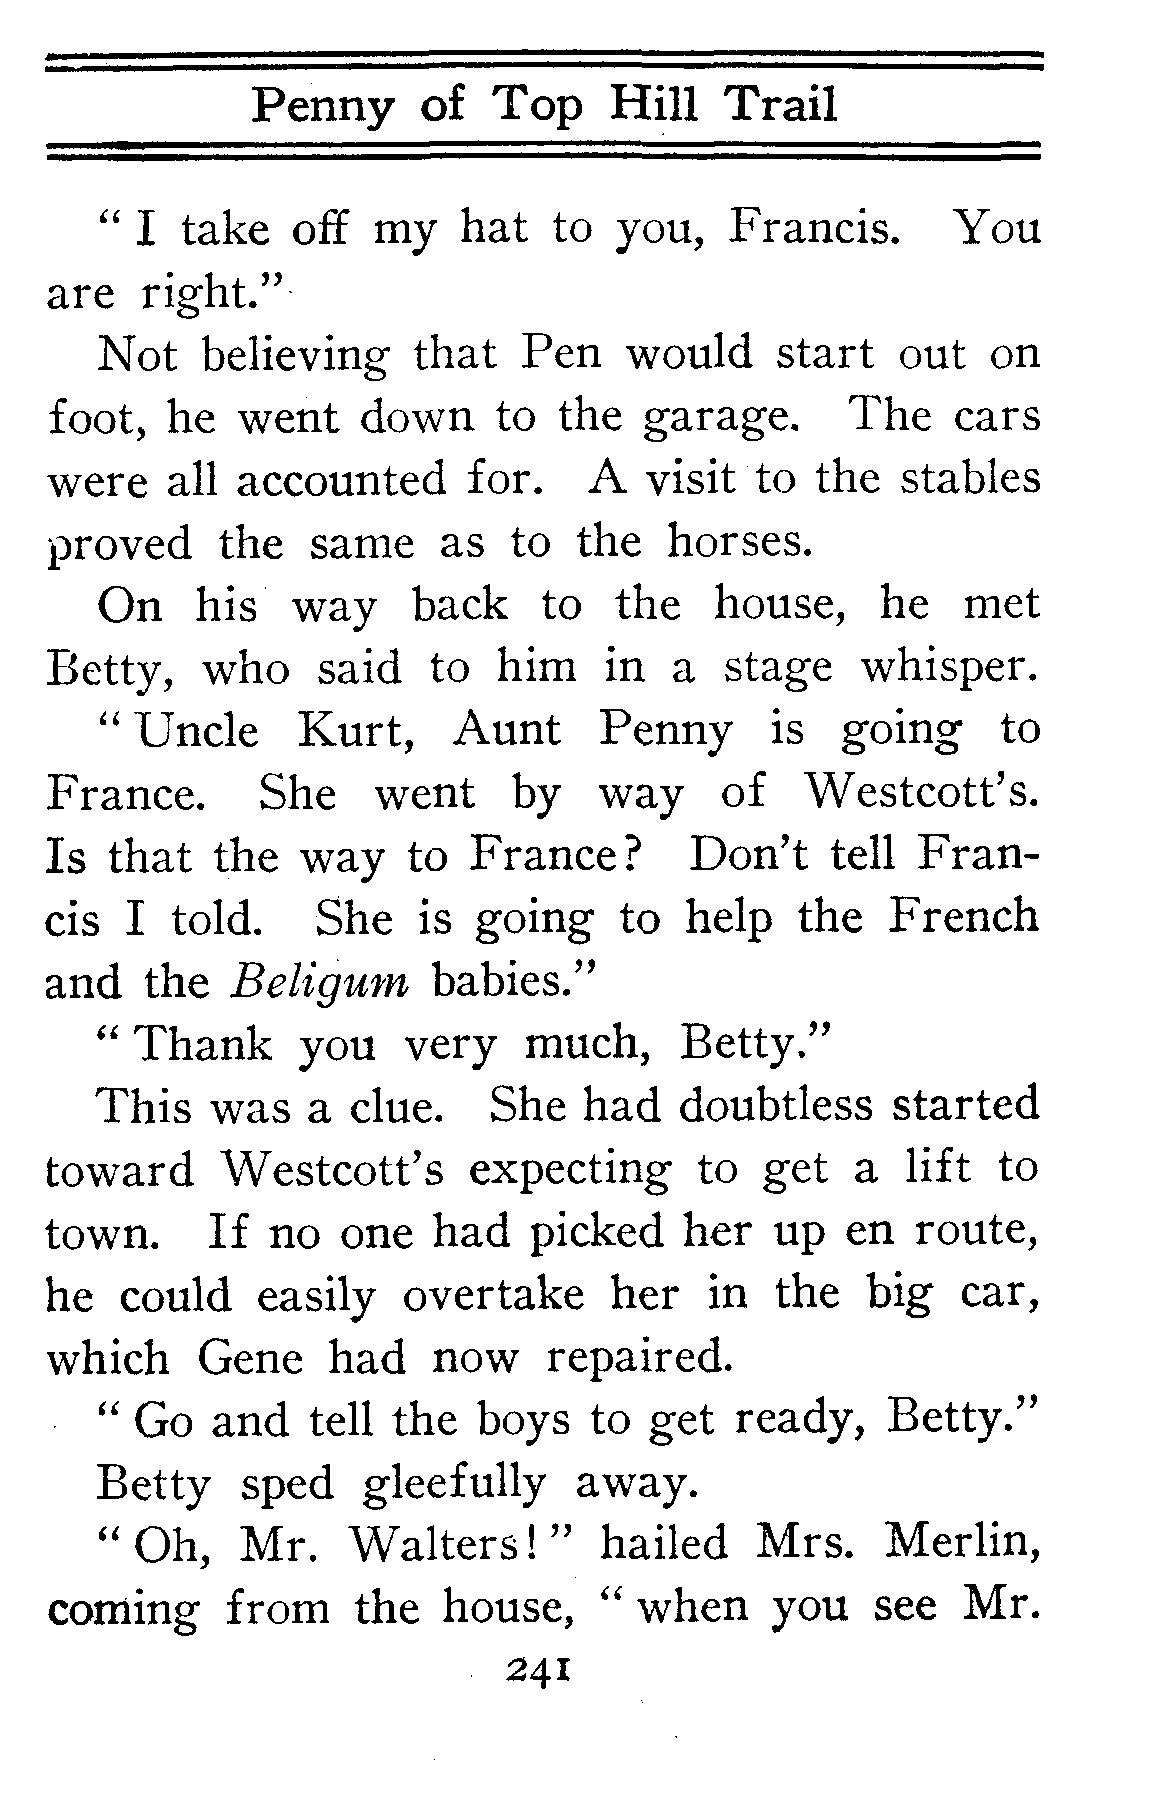 Penny of Top Hill Trail
“ I take off my hat to you, Francis. You
are right.”
Not believing that Pen would start out on
foot, he went down to the garage. The cars
were all accounted for. A visit to the stables
proved the same as to the horses.
On his way back to the house, he met
Betty, who said to him in a stage whisper.
“ Uncle Kurt, Aunt Penny is going to
France. She went by way of Westcott’s.
Is that the way to France? Don’t tell Fran-
cis I told. She is going to help the French
and the Beligum babies.”
“ Thank you very much, Betty.”
This was a clue. She had doubtless started
toward Westcott’s expecting to get a lift to
town. If no one had picked her up en route,
he could easily overtake her in the big car,
which Gene had now repaired.
“ Go and tell the boys to get ready, Betty.”
Betty sped gleefully away.
“ Oh, Mr. Walters! ” hailed Mrs. Merlin,
coming from the house, “ when you see Mr.
241